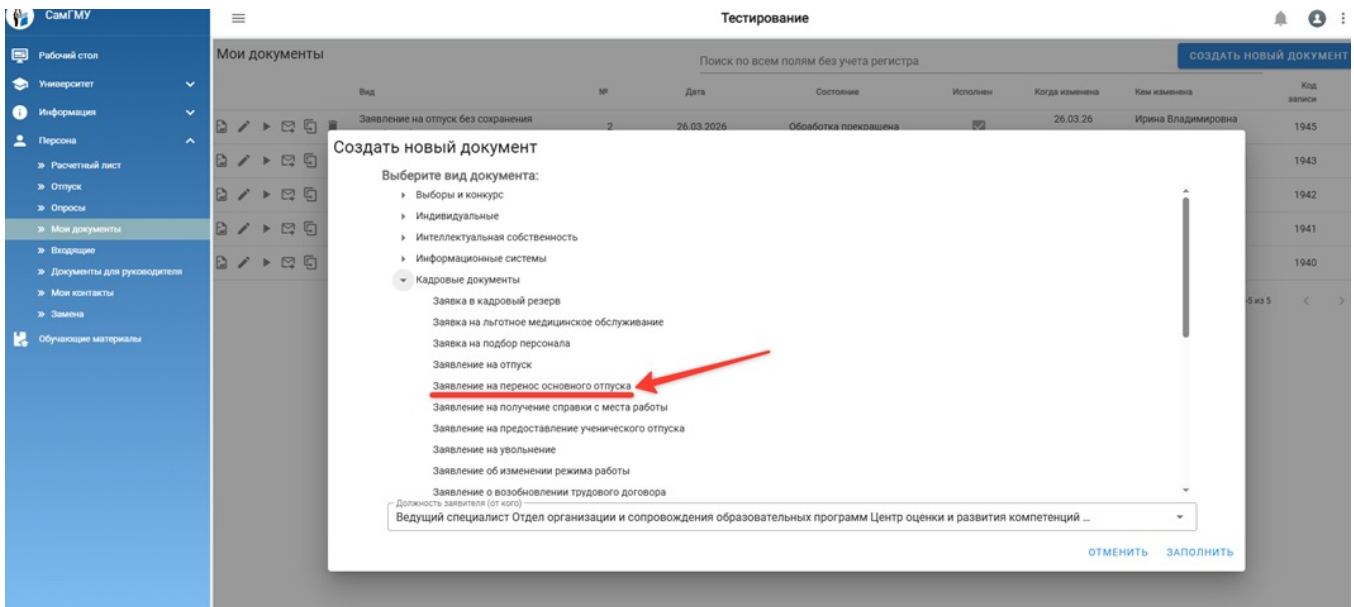 СамГМУ
Тестирование
Рабочий стол
Университет
Информация
Персона
Расчетный лист
Отпуск
Опросы
Мои документы
Входящие
Документы для руководителя
Мои контакты
Замена
Обучающие материалы
Мои документы
Поиск по всем полям без учета регистра
СОЗДАТЬ НОВЫЙ ДОКУМЕНТ
Вид № Дата Состояние Исполнен Когда изменена Кем изменена Код записи
Заявление на отпуск без сохранения
2 26.03.2026 Обработка прекращена 26.03.26 Ирина Владимировна 1945
1943
1942
1941
1940
из 5
Создать новый документ
Выберите вид документа:
Выборы и конкурс
Индивидуальные
Интеллектуальная собственность
Информационные системы
Кадровые документы
Заявка в кадровый резерв
Заявка на льготное медицинское обслуживание
Заявка на подбор персонала
Заявление на отпуск
Заявление на перенос основного отпуска
Заявление на получение справки с места работы
Заявление на предоставление ученического отпуска
Заявление на увольнение
Заявление об изменении режима работы
Заявление о возобновлении трудового договора
Должность заявителя (от кого)
Ведущий специалист Отдел организации и сопровождения образовательных программ Центр оценки и развития компетенций ...
ОТМЕНИТЬ ЗАПОЛНИТЬ